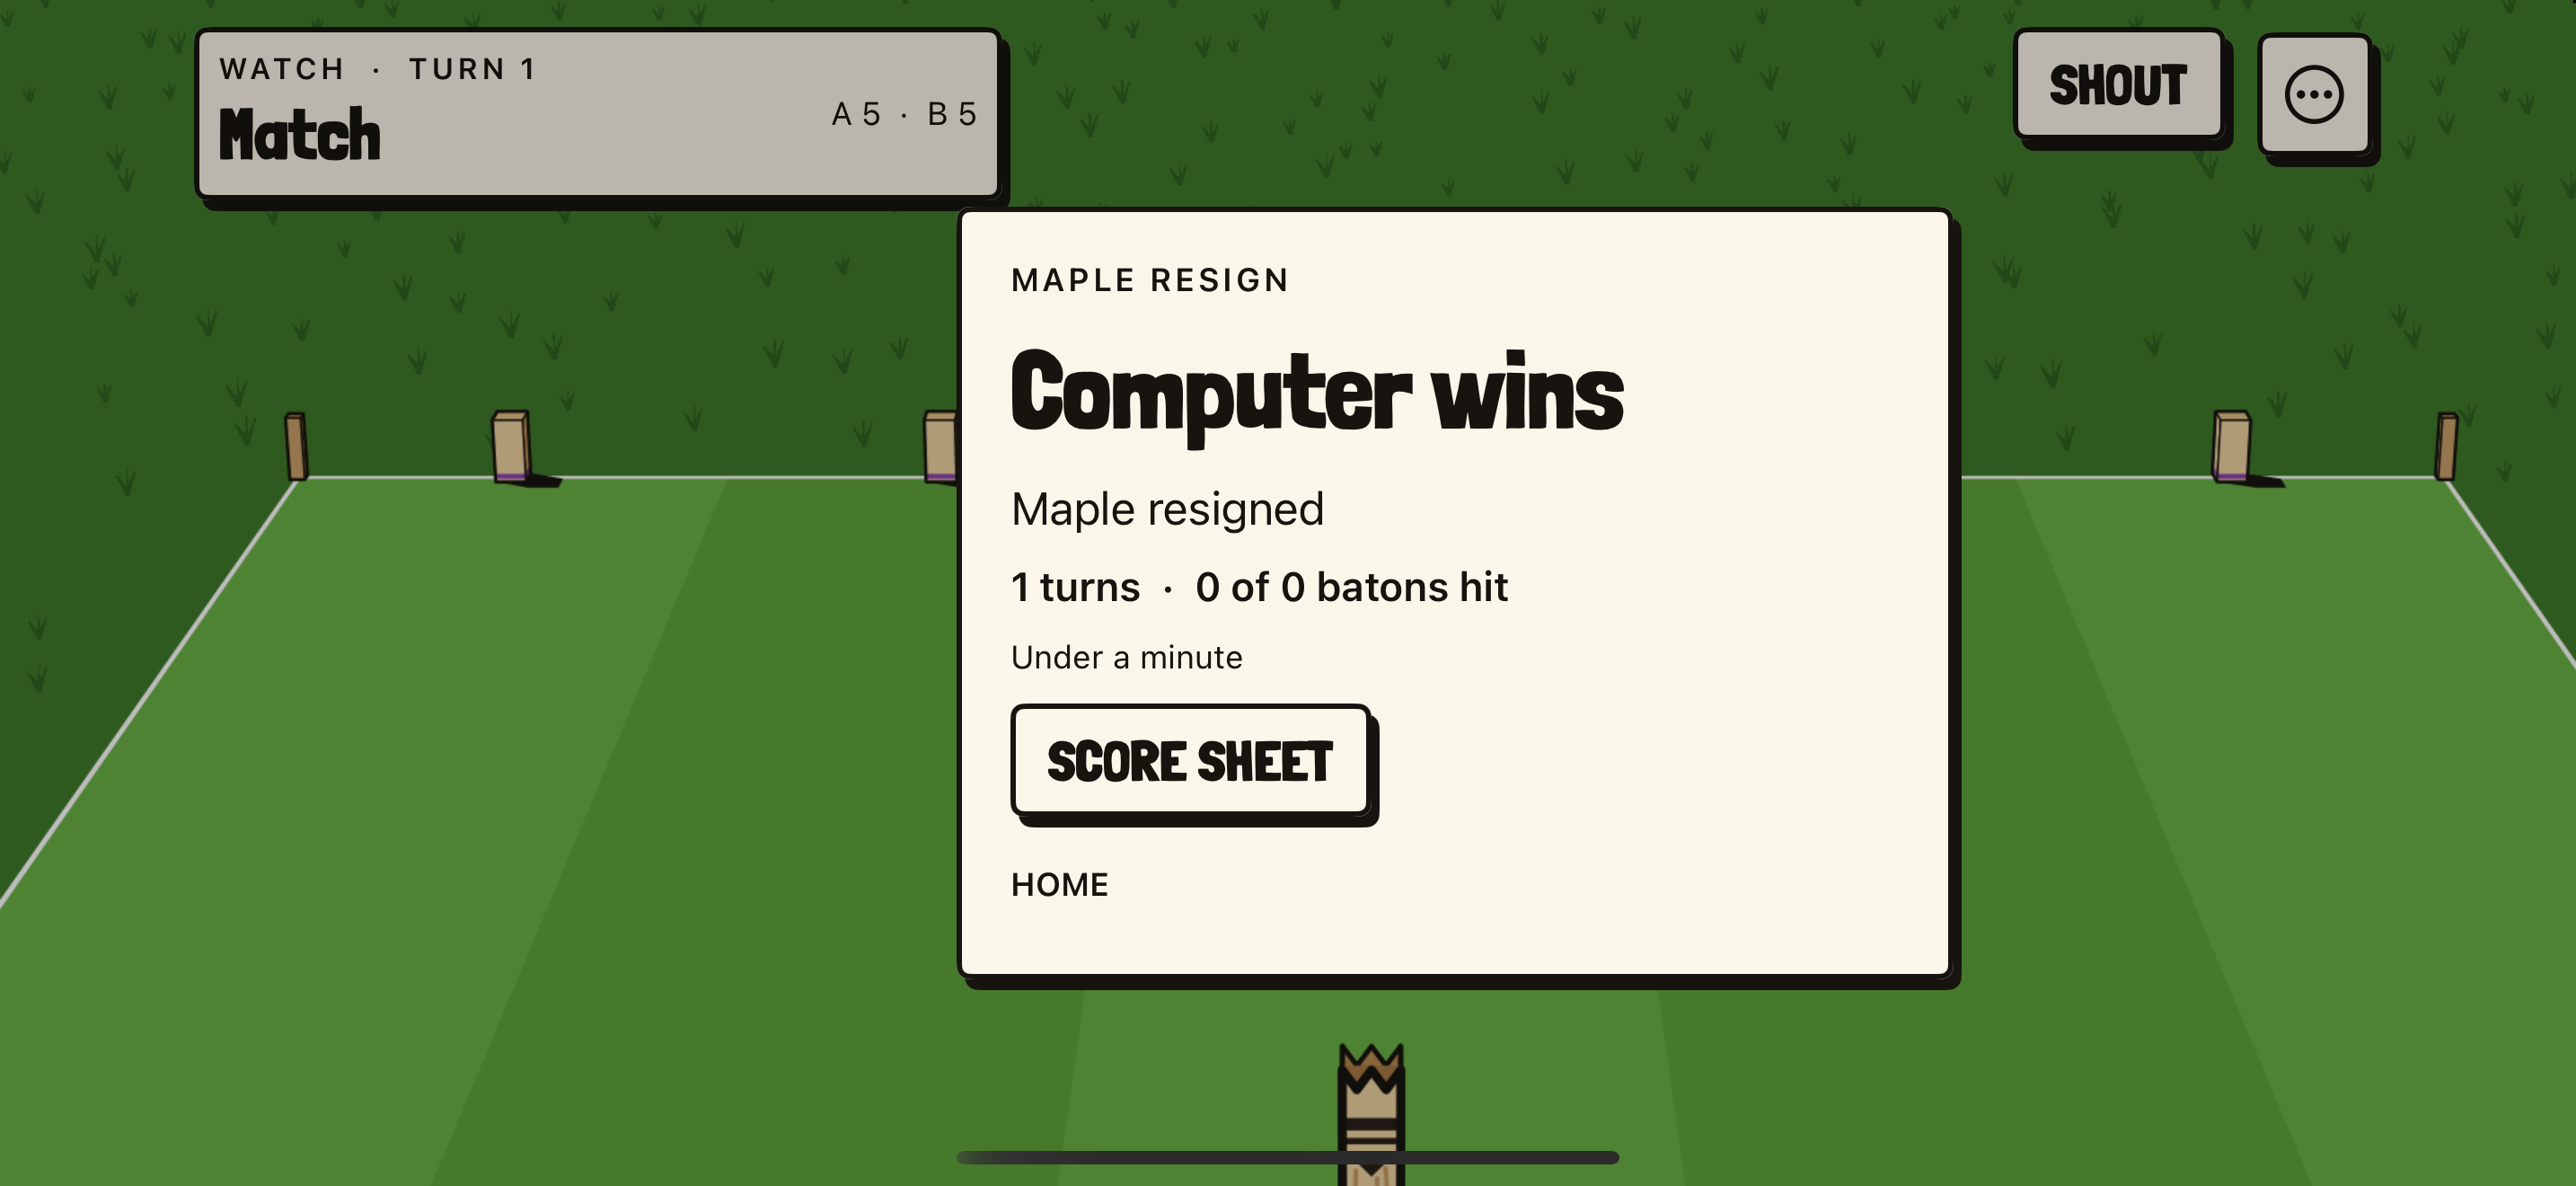 WATCH · TURN 1
Match
A 5 · B 5
SHOUT
MAPLE RESIGN
Computer wins
Maple resigned
1 turns · 0 of 0 batons hit
Under a minute
SCORE SHEET
HOME